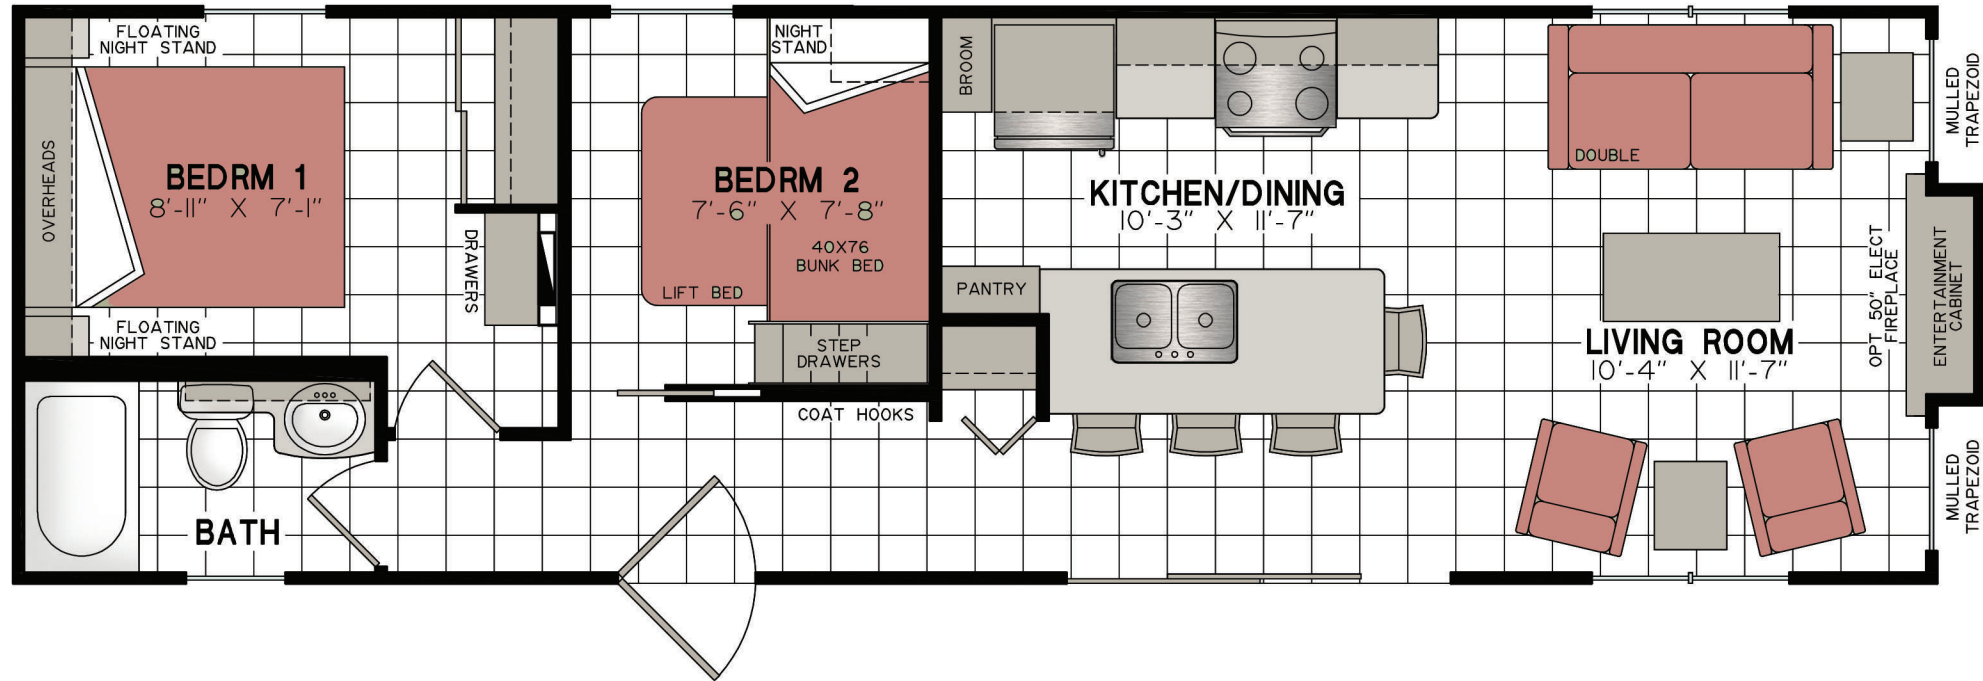 FLOATING
NIGHT STAND
OVERHEADS
BEDRM 1
8'-11" X 7'-1"
DRAWERS
FLOATING
NIGHT STAND
BATH
NIGHT
STAND
BEDRM 2
7'-6" X 7'-8"
40X76
BUNK BED
LIFT BED
STEP
DRAWERS
COAT HOOKS
BROOM
KITCHEN/DINING
10'-3" X 11'-7"
PANTRY
DOUBLE
LIVING ROOM
10'-4" X 11'-7"
OPT 50" ELECT
FIREPLACE
ENTERTAINMENT
CABINET
MULLED
TRAPEZOID
MULLED
TRAPEZOID